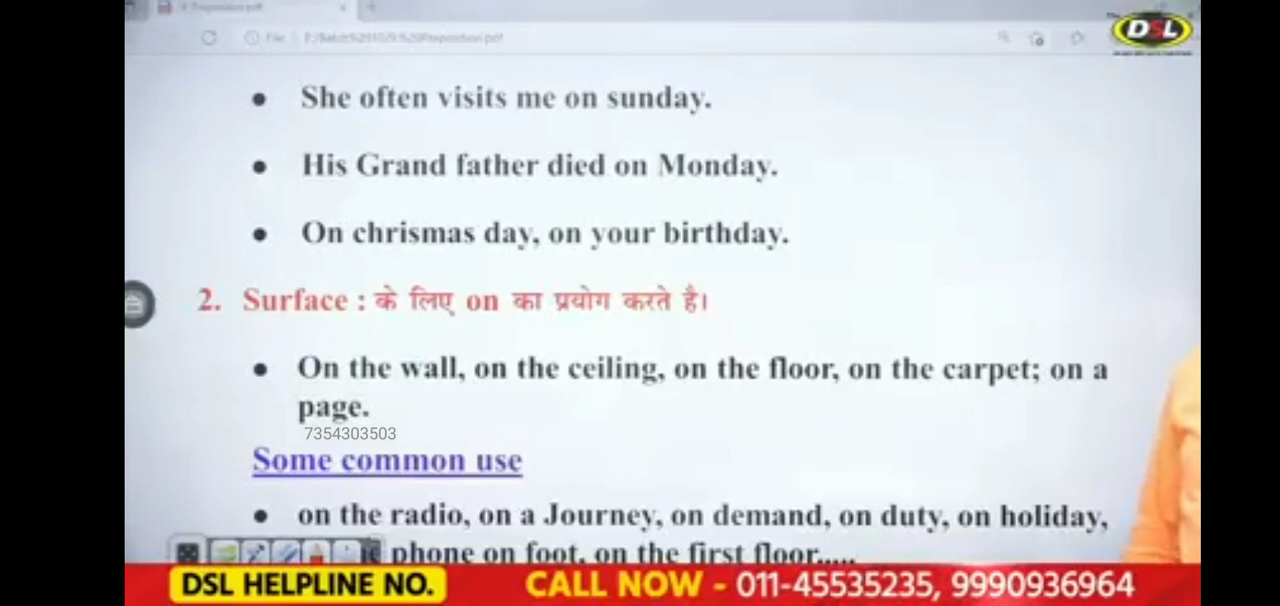 Preposition.pdf
DSL
File
She often visits me on sunday.
His Grand father died on Monday.
On chrismas day, on your birthday.
2. Surface : के लिए on का प्रयोग करते है।
On the wall, on the ceiling, on the floor, on the carpet; on a
page.
7354303503
Some common use
on the radio, on a Journey, on demand, on duty, on holiday,
phone on foot, on the first floor.....
DSL HELPLINE NO. CALL NOW - 011-45535235, 9990936964